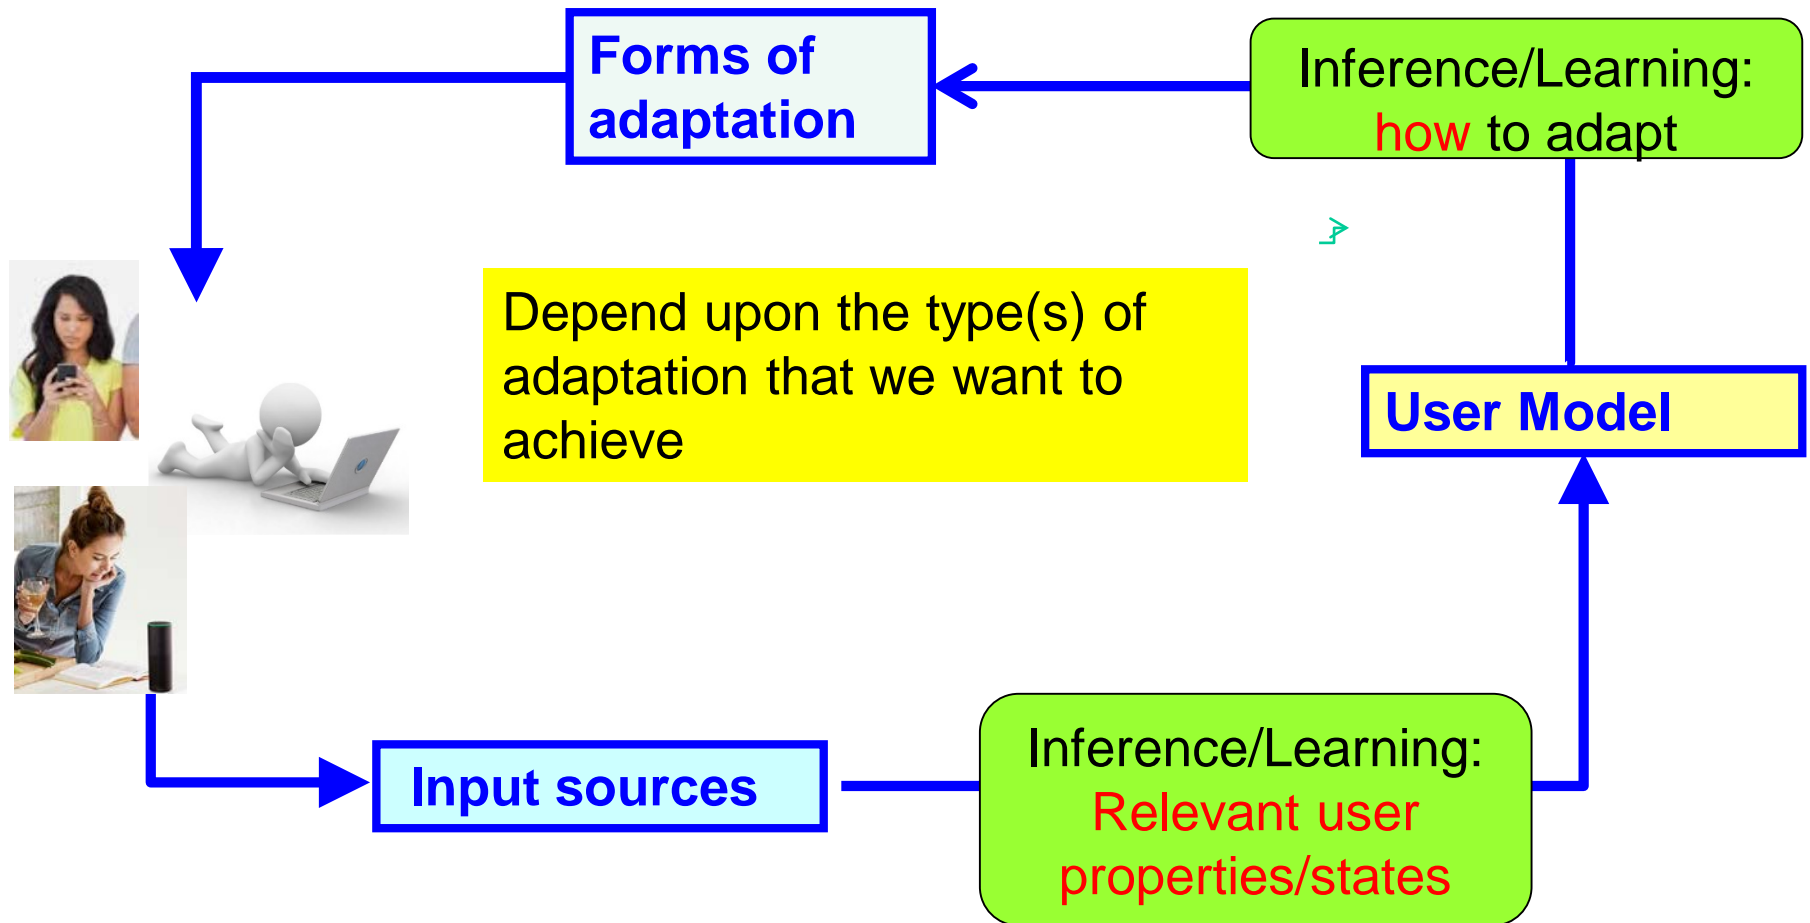 Forms of
adaptation
Inference/Learning:
how to adapt
Depend upon the type(s) of
adaptation that we want to
achieve
User Model
Input sources
Inference/Learning:
Relevant user
properties/states